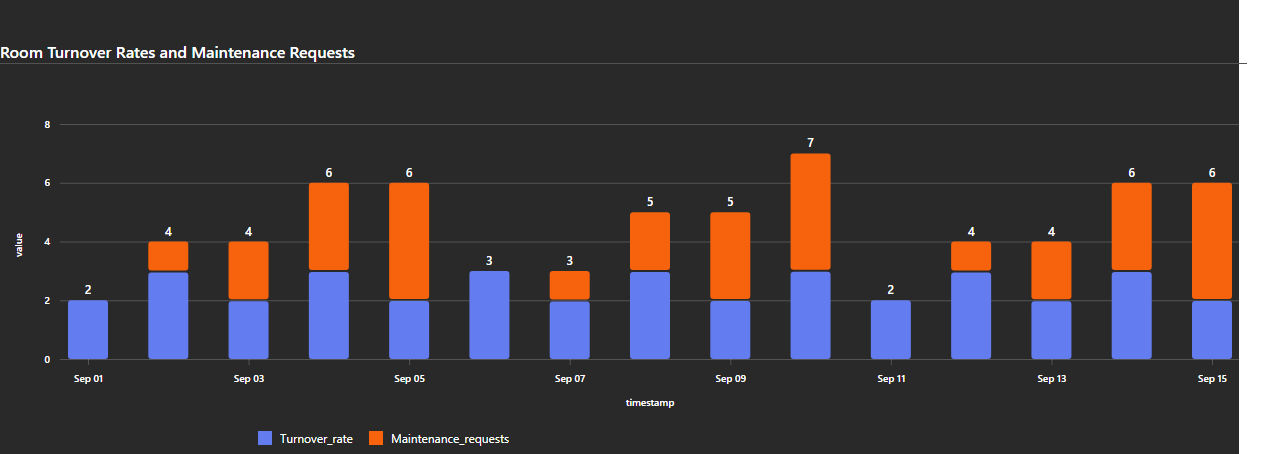 Room Turnover Rates and Maintenance Requests
8
7
6 6 6 6
6
5 5
4 4 4 4
4
3 3
2 2
2
0
value
Sep 01 Sep 03 Sep 05 Sep 07 Sep 09 Sep 11 Sep 13 Sep 15
timestamp
Turnover_rate Maintenance_requests